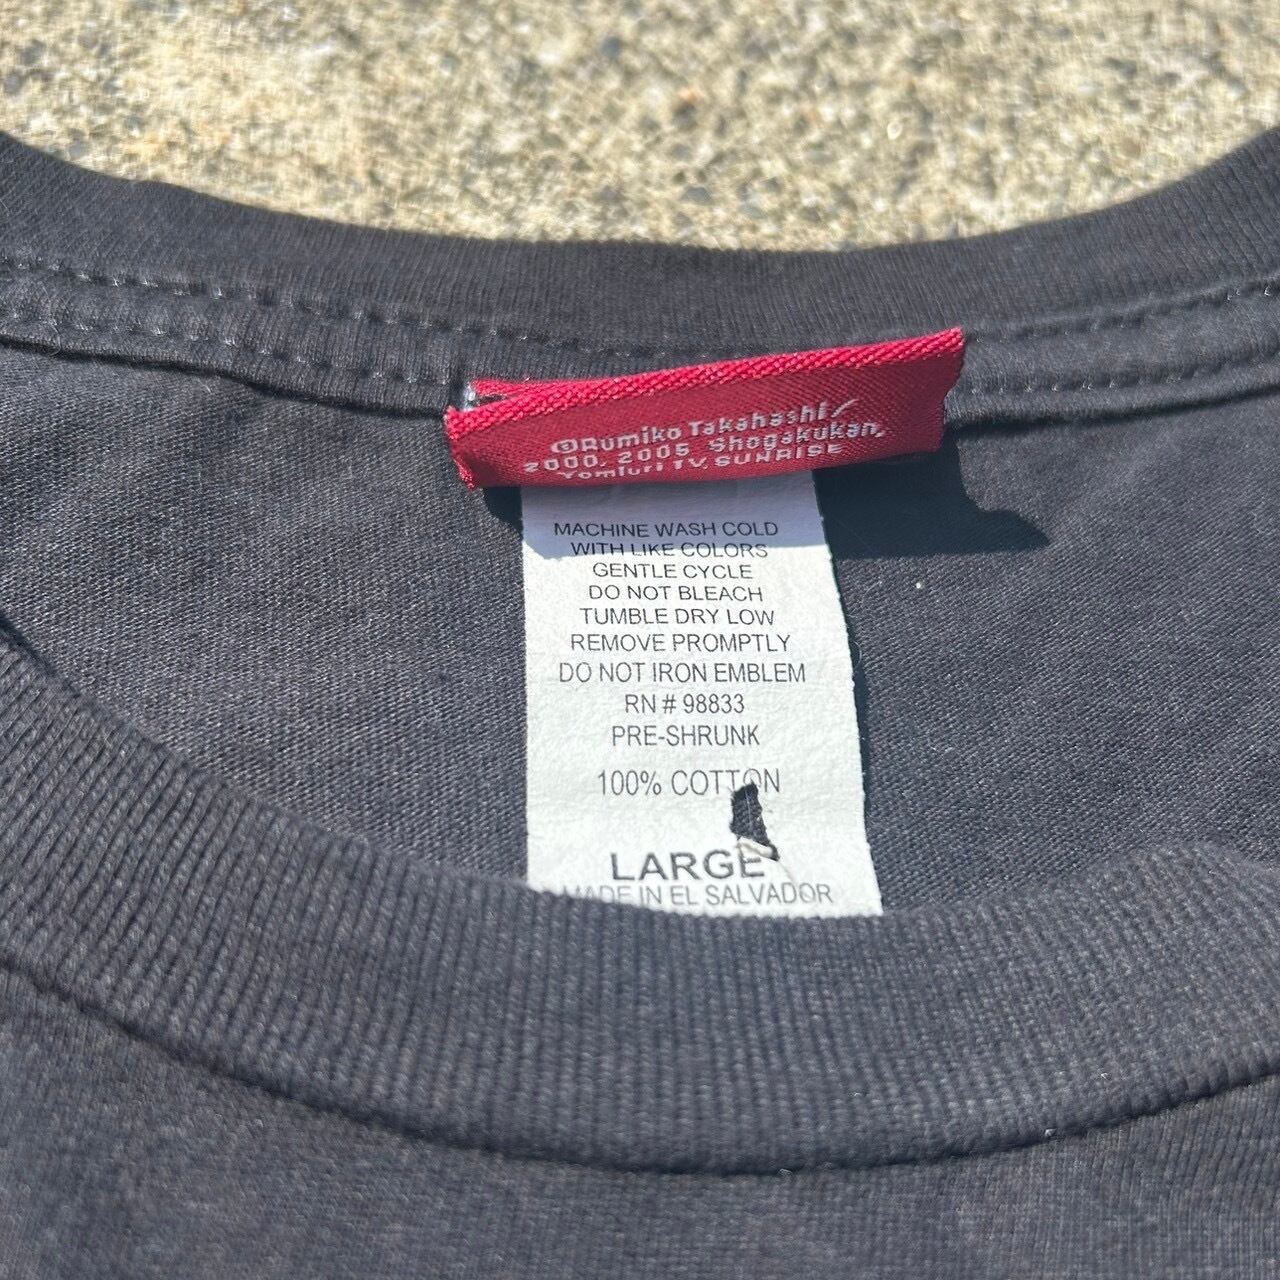 ©Rumiko Takahashi/
2000, 2005 Shogakukan,
Yomiuri TV, SUNRISE
MACHINE WASH COLD
WITH LIKE COLORS
GENTLE CYCLE
DO NOT BLEACH
TUMBLE DRY LOW
REMOVE PROMPTLY
DO NOT IRON EMBLEM
RN # 98833
PRE-SHRUNK
100% COTTON
LARGE
MADE IN EL SALVADOR